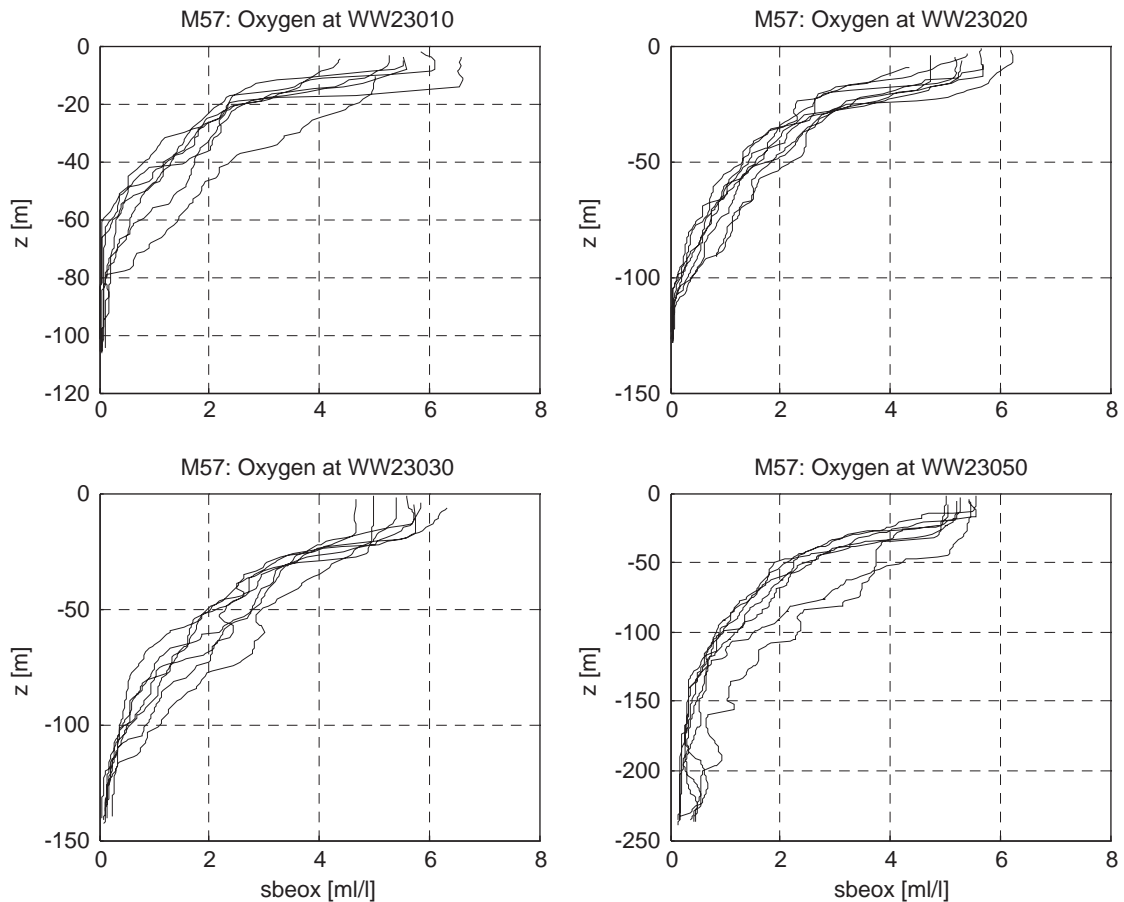 M57: Oxygen at WW23010
0
-20
-40
-60
-80
-100
-120
z [m]
0 2 4 6 8
M57: Oxygen at WW23020
0
-50
-100
-150
z [m]
0 2 4 6 8
M57: Oxygen at WW23030
0
-50
-100
-150
z [m]
0 2 4 6 8
sbeox [ml/l]
M57: Oxygen at WW23050
0
-50
-100
-150
-200
-250
z [m]
0 2 4 6 8
sbeox [ml/l]